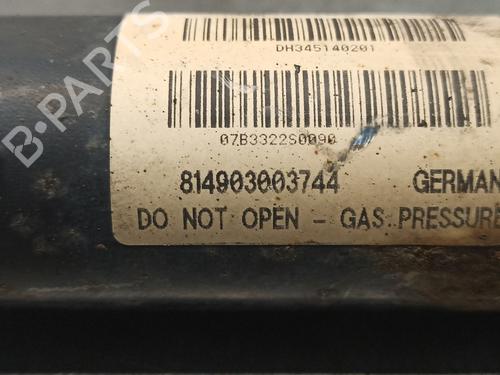 DH345140201
07B3322S0090
814903003744 GERMAN
DO NOT OPEN - GAS PRESSURE
B-Parts